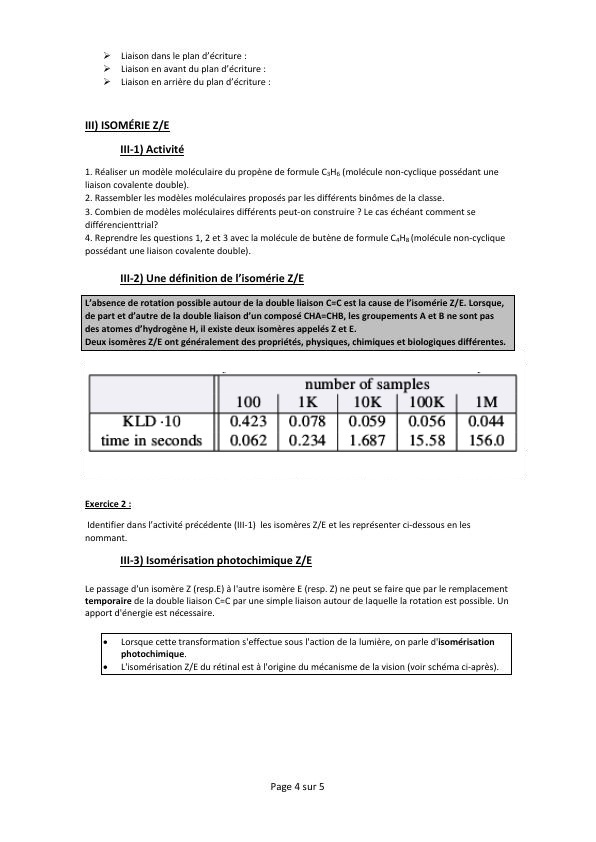 ➢ Liaison dans le plan d'écriture :
➢ Liaison en avant du plan d'écriture :
➢ Liaison en arrière du plan d'écriture :
III) ISOMÉRIE Z/E
III-1) Activité
1. Réaliser un modèle moléculaire du propène de formule C₃H₆ (molécule non-cyclique possédant une
liaison covalente double).
2. Rassembler les modèles moléculaires proposés par les différents binômes de la classe.
3. Combien de modèles moléculaires différents peut-on construire ? Le cas échéant comment se
différencienttrial?
4. Reprendre les questions 1, 2 et 3 avec la molécule de butène de formule C₄H₈ (molécule non-cyclique
possédant une liaison covalente double).
III-2) Une définition de l'isomérie Z/E
L'absence de rotation possible autour de la double liaison C=C est la cause de l'isomérie Z/E. Lorsque,
de part et d'autre de la double liaison d'un composé CHA=CHB, les groupements A et B ne sont pas
des atomes d'hydrogène H, il existe deux isomères appelés Z et E.
Deux isomères Z/E ont généralement des propriétés, physiques, chimiques et biologiques différentes.
number of samples
100 1K 10K 100K 1M
KLD ·10 0.423 0.078 0.059 0.056 0.044
time in seconds 0.062 0.234 1.687 15.58 156.0
Exercice 2 :
Identifier dans l'activité précédente (III-1) les isomères Z/E et les représenter ci-dessous en les
nommant.
III-3) Isomérisation photochimique Z/E
Le passage d'un isomère Z (resp.E) à l'autre isomère E (resp. Z) ne peut se faire que par le remplacement
temporaire de la double liaison C=C par une simple liaison autour de laquelle la rotation est possible. Un
apport d'énergie est nécessaire.
• Lorsque cette transformation s'effectue sous l'action de la lumière, on parle d'isomérisation
photochimique.
• L'isomérisation Z/E du rétinal est à l'origine du mécanisme de la vision (voir schéma ci-après).
Page 4 sur 5